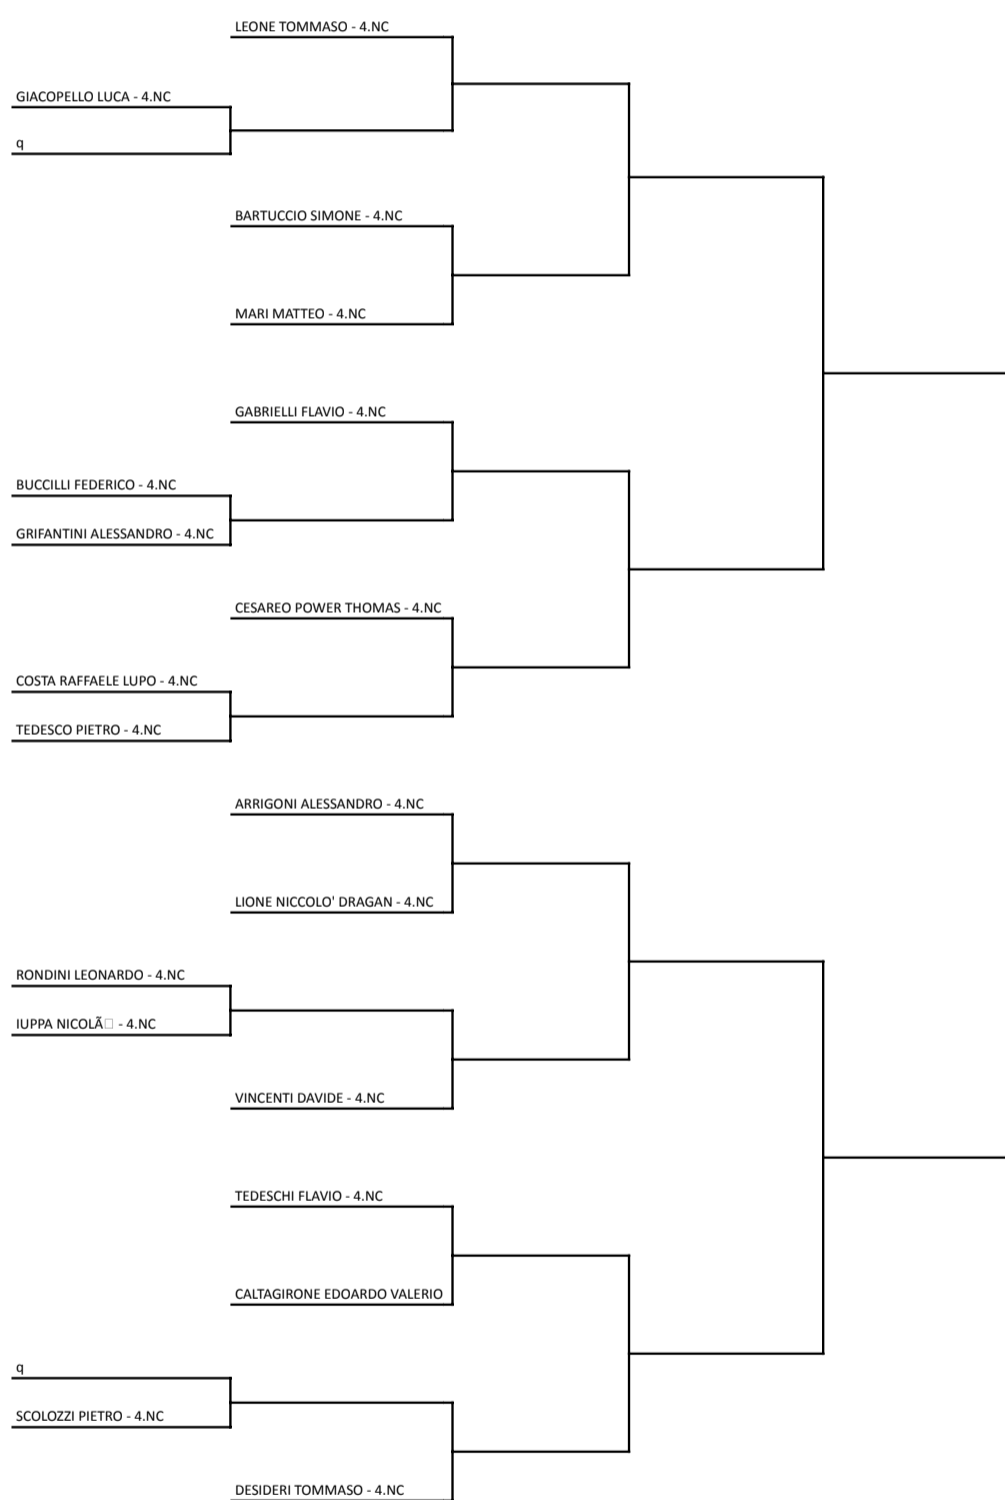 LEONE TOMMASO - 4.NC
GIACOPELLO LUCA - 4.NC
q
BARTUCCIO SIMONE - 4.NC
MARI MATTEO - 4.NC
GABRIELLI FLAVIO - 4.NC
BUCCILLI FEDERICO - 4.NC
GRIFANTINI ALESSANDRO - 4.NC
CESAREO POWER THOMAS - 4.NC
COSTA RAFFAELE LUPO - 4.NC
TEDESCO PIETRO - 4.NC
ARRIGONI ALESSANDRO - 4.NC
LIONE NICCOLO' DRAGAN - 4.NC
RONDINI LEONARDO - 4.NC
IUPPA NICOLÃ□ - 4.NC
VINCENTI DAVIDE - 4.NC
TEDESCHI FLAVIO - 4.NC
CALTAGIRONE EDOARDO VALERIO
q
SCOLOZZI PIETRO - 4.NC
DESIDERI TOMMASO - 4.NC